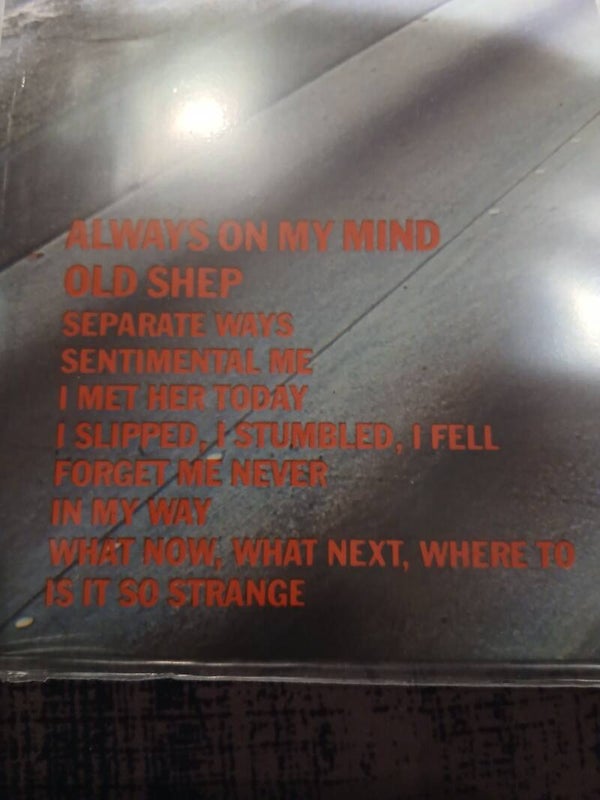 ALWAYS ON MY MIND
OLD SHEP
SEPARATE WAYS
SENTIMENTAL ME
I MET HER TODAY
I SLIPPED, I STUMBLED, I FELL
FORGET ME NEVER
IN MY WAY
WHAT NOW, WHAT NEXT, WHERE TO
IS IT SO STRANGE